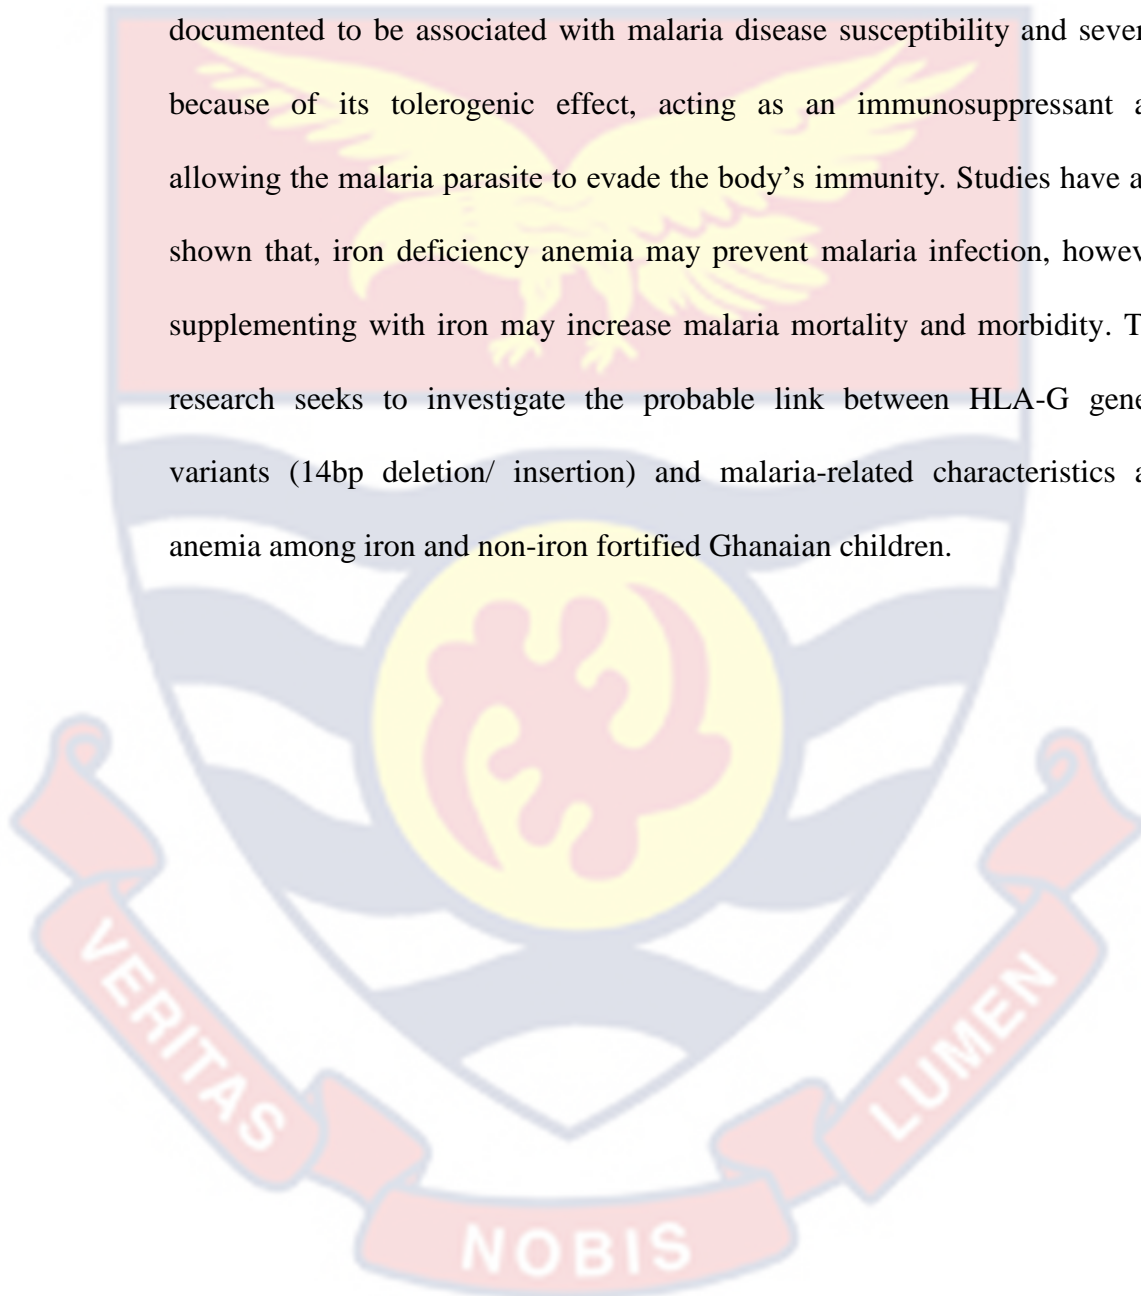 documented to be associated with malaria disease susceptibility and sever
because of its tolerogenic effect, acting as an immunosuppressant a
allowing the malaria parasite to evade the body’s immunity. Studies have a
shown that, iron deficiency anemia may prevent malaria infection, howev
supplementing with iron may increase malaria mortality and morbidity. T
research seeks to investigate the probable link between HLA-G gene
variants (14bp deletion/ insertion) and malaria-related characteristics a
anemia among iron and non-iron fortified Ghanaian children.
VERITAS
NOBIS
LUMEN